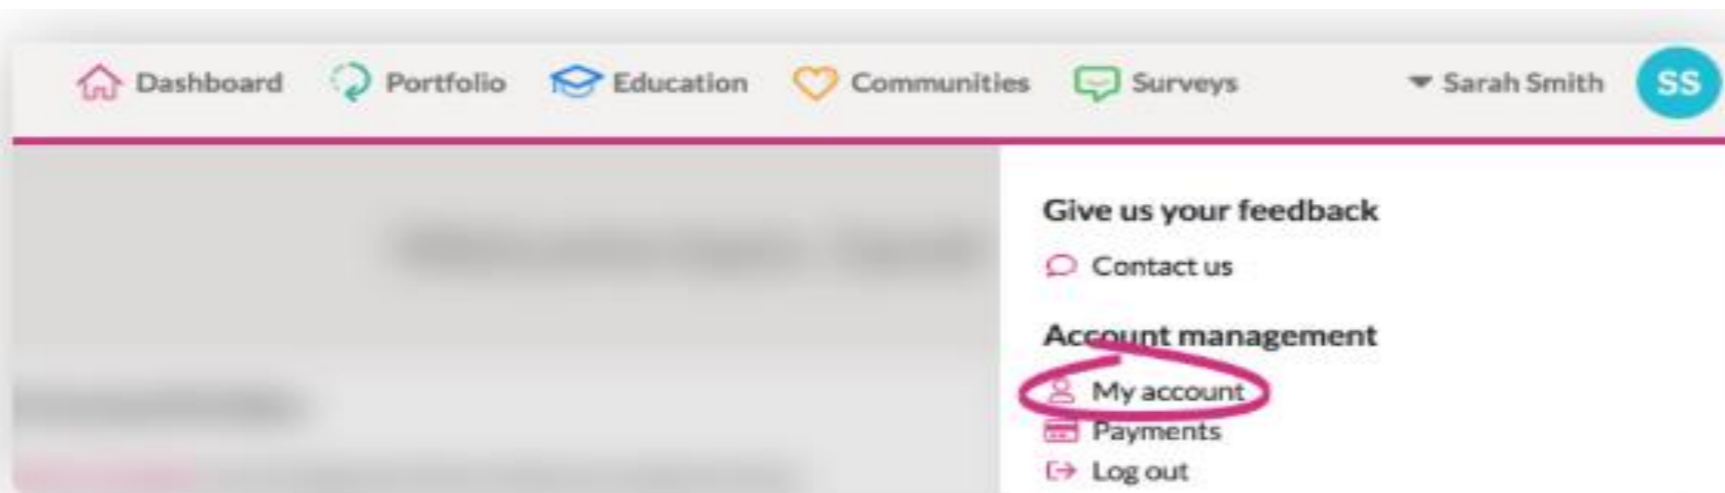 Dashboard Portfolio Education Communities Surveys Sarah Smith SS
Give us your feedback
Contact us
Account management
My account
Payments
Log out